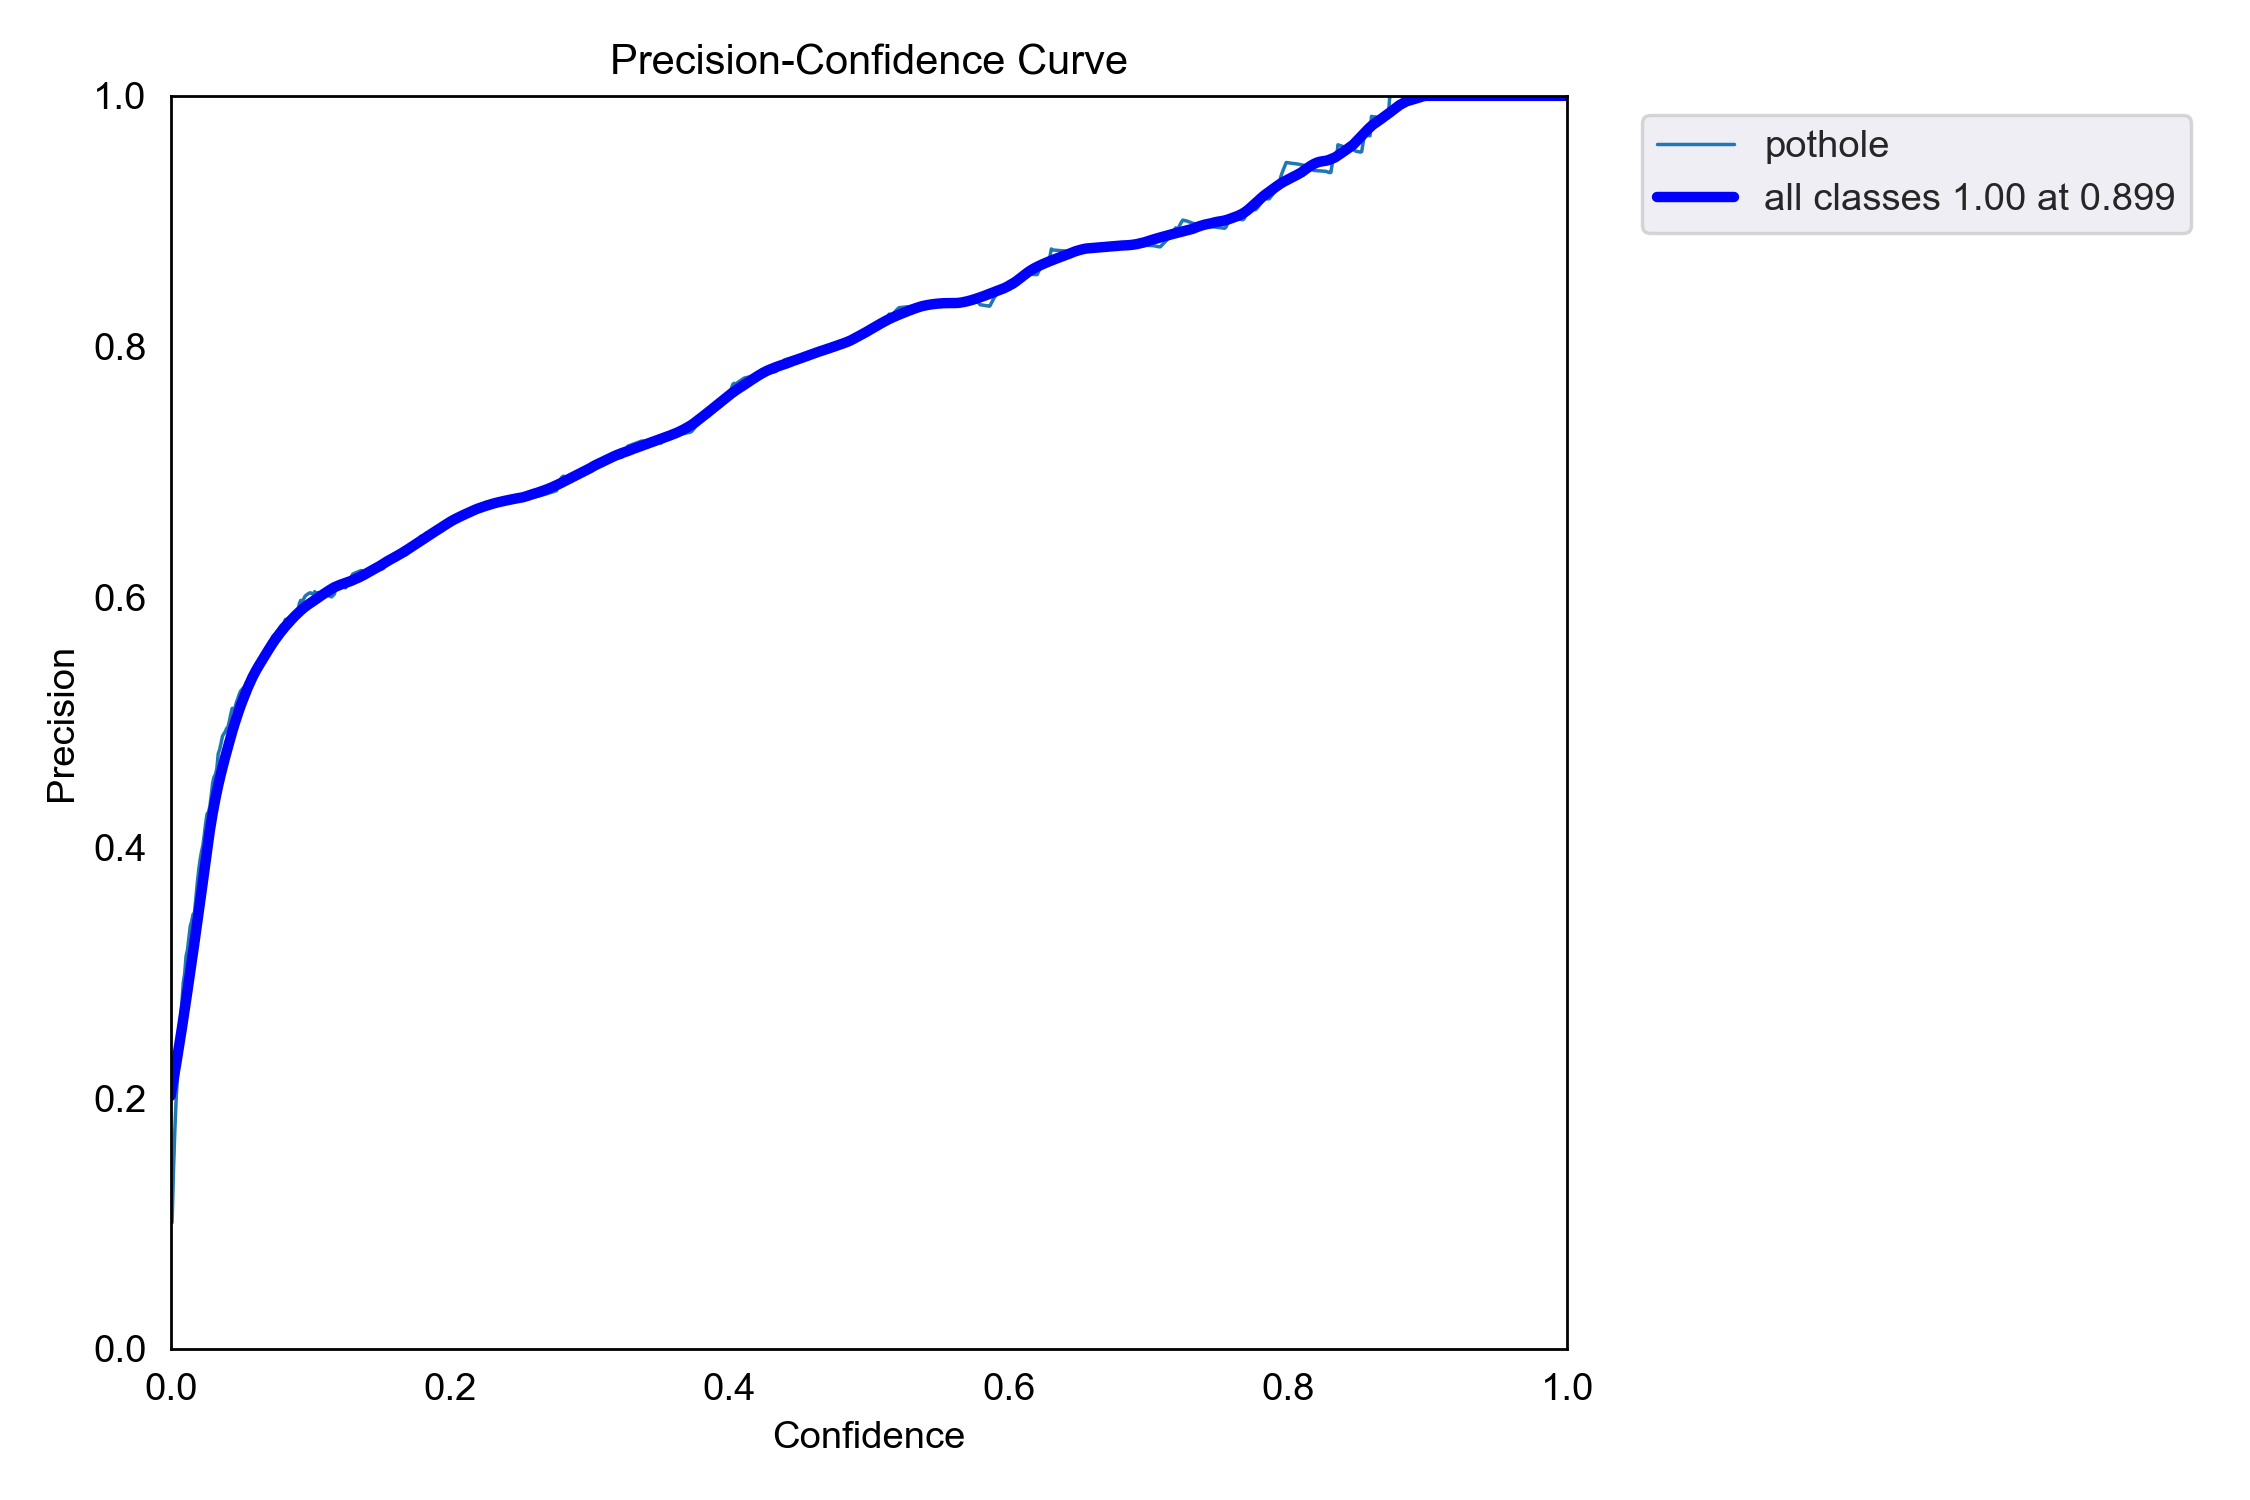 Precision-Confidence Curve
1.0
0.8
0.6
0.4
0.2
0.0
Precision
0.0 0.2 0.4 0.6 0.8 1.0
Confidence
pothole
all classes 1.00 at 0.899